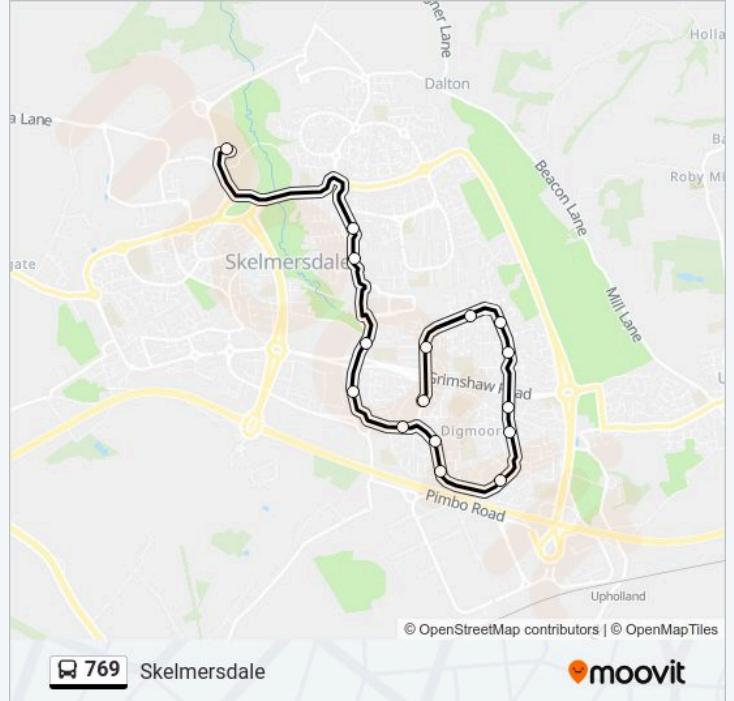 Holla
Dalton
a Lane
Beacon Lane
Roby Mi
gate
Skelmersdale
Mill Lane
Grimshaw Road
Digmoor
Pimbo Road
Upholland
© OpenStreetMap contributors | © OpenMapTiles
769 Skelmersdale
moovit